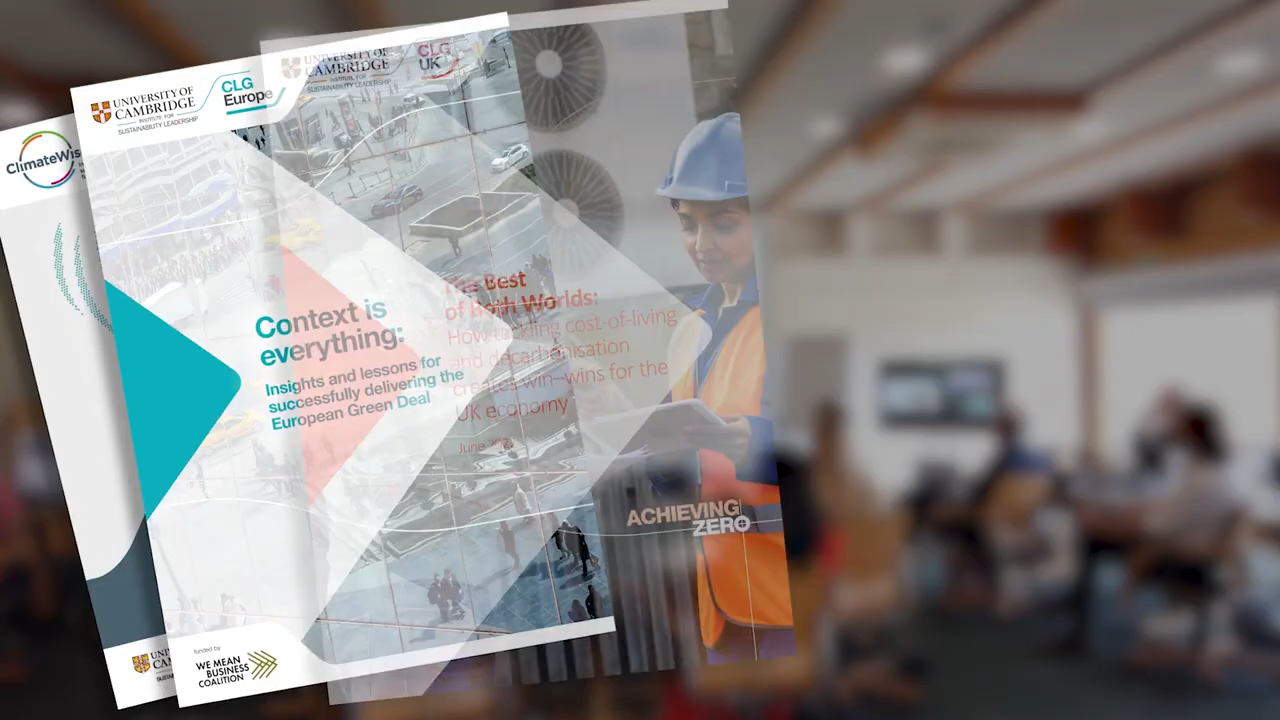 ClimateWis
UNIVERSITY OF
CAMBRIDGE
INSTITUTE FOR
SUSTAINABILITY LEADERSHIP
CLG
Europe
UNIVERSITY OF
CAMBRIDGE
INSTITUTE FOR
SUSTAINABILITY LEADERSHIP
CLG
UK
Context is
everything:
Insights and lessons for
successfully delivering the
European Green Deal
The Best
of Both Worlds:
How tackling cost-of-living
and decarbonisation
creates win–wins for the
UK economy
June
ACHIEVING
ZERO
funded by
WE MEAN
BUSINESS
COALITION